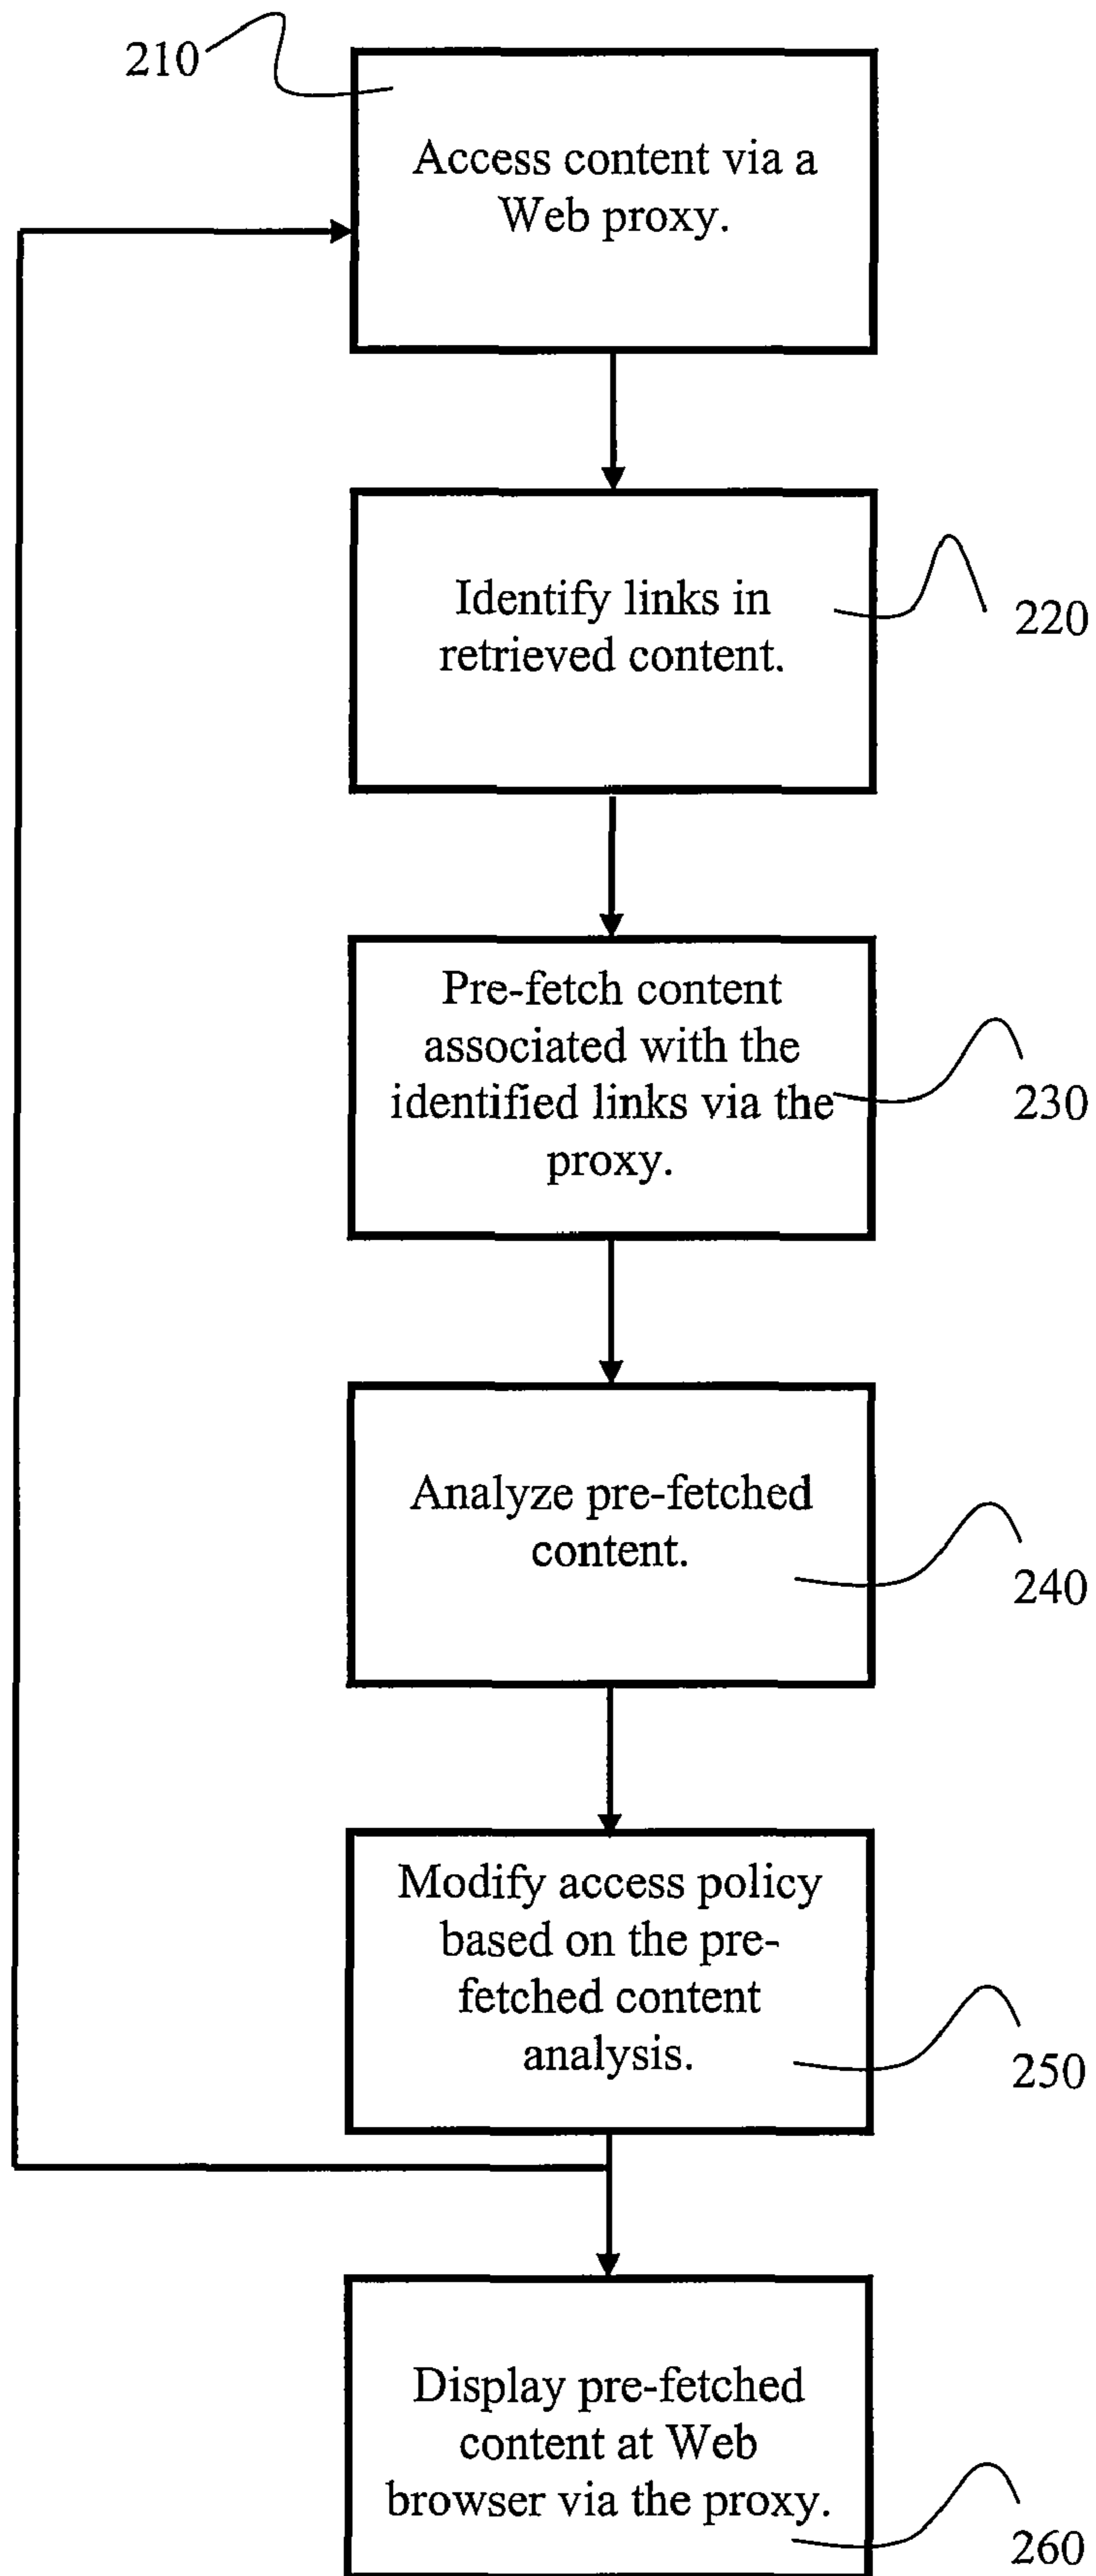 210
Access content via a
Web proxy.
Identify links in
retrieved content.
220
Pre-fetch content
associated with the
identified links via the
proxy.
230
Analyze pre-fetched
content.
240
Modify access policy
based on the pre-
fetched content
analysis.
250
Display pre-fetched
content at Web
browser via the proxy.
260